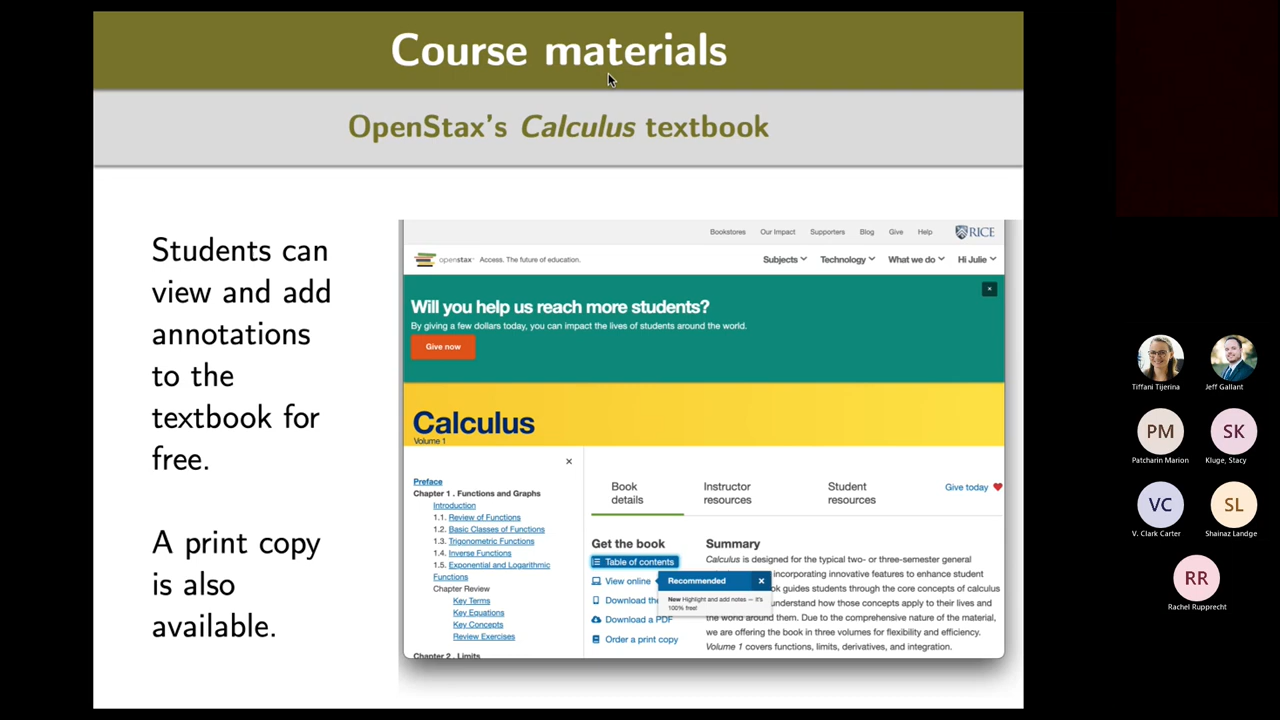 Course materials
OpenStax's Calculus textbook
Students can
view and add
annotations
to the
textbook for
free.
A print copy
is also
available.
Bookstores Our Impact Supporters Blog Give Help RICE
openstax Access. The future of education.
Subjects Technology What we do Hi Julie
Will you help us reach more students?
By giving a few dollars today, you can impact the lives of students around the world.
Give now
Calculus
Volume 1
Preface
Chapter 1 . Functions and Graphs
Introduction
1.1. Review of Functions
1.2. Basic Classes of Functions
1.3. Trigonometric Functions
1.4. Inverse Functions
1.5. Exponential and Logarithmic
Functions
Chapter Review
Key Terms
Key Equations
Key Concepts
Review Exercises
Chapter 2 . Limits
Book
details
Instructor
resources
Student
resources
Give today
Get the book
Table of contents
View online
Download the
Download a PDF
Order a print copy
Recommended
New Highlight and add notes — it's
100% free!
Summary
Calculus is designed for the typical two- or three-semester general
incorporating innovative features to enhance student
guides students through the core concepts of calculus
understand how those concepts apply to their lives and
the world around them. Due to the comprehensive nature of the material,
we are offering the book in three volumes for flexibility and efficiency.
Volume 1 covers functions, limits, derivatives, and integration.
Tiffani Tijerina
Jeff Gallant
PM
SK
Patcharin Marion
Kluge, Stacy
VC
SL
V. Clark Carter
Shainaz Landge
RR
Rachel Rupprecht